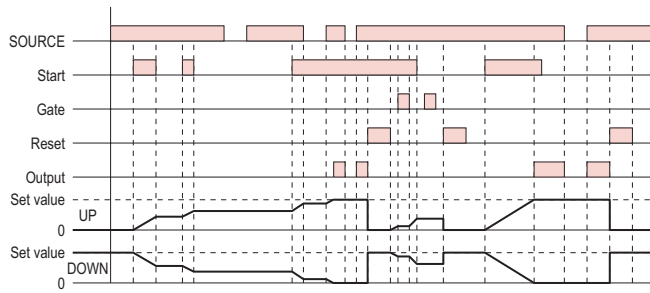 SOURCE
Start
Gate
Reset
Output
Set value
UP
0
Set value
DOWN
0